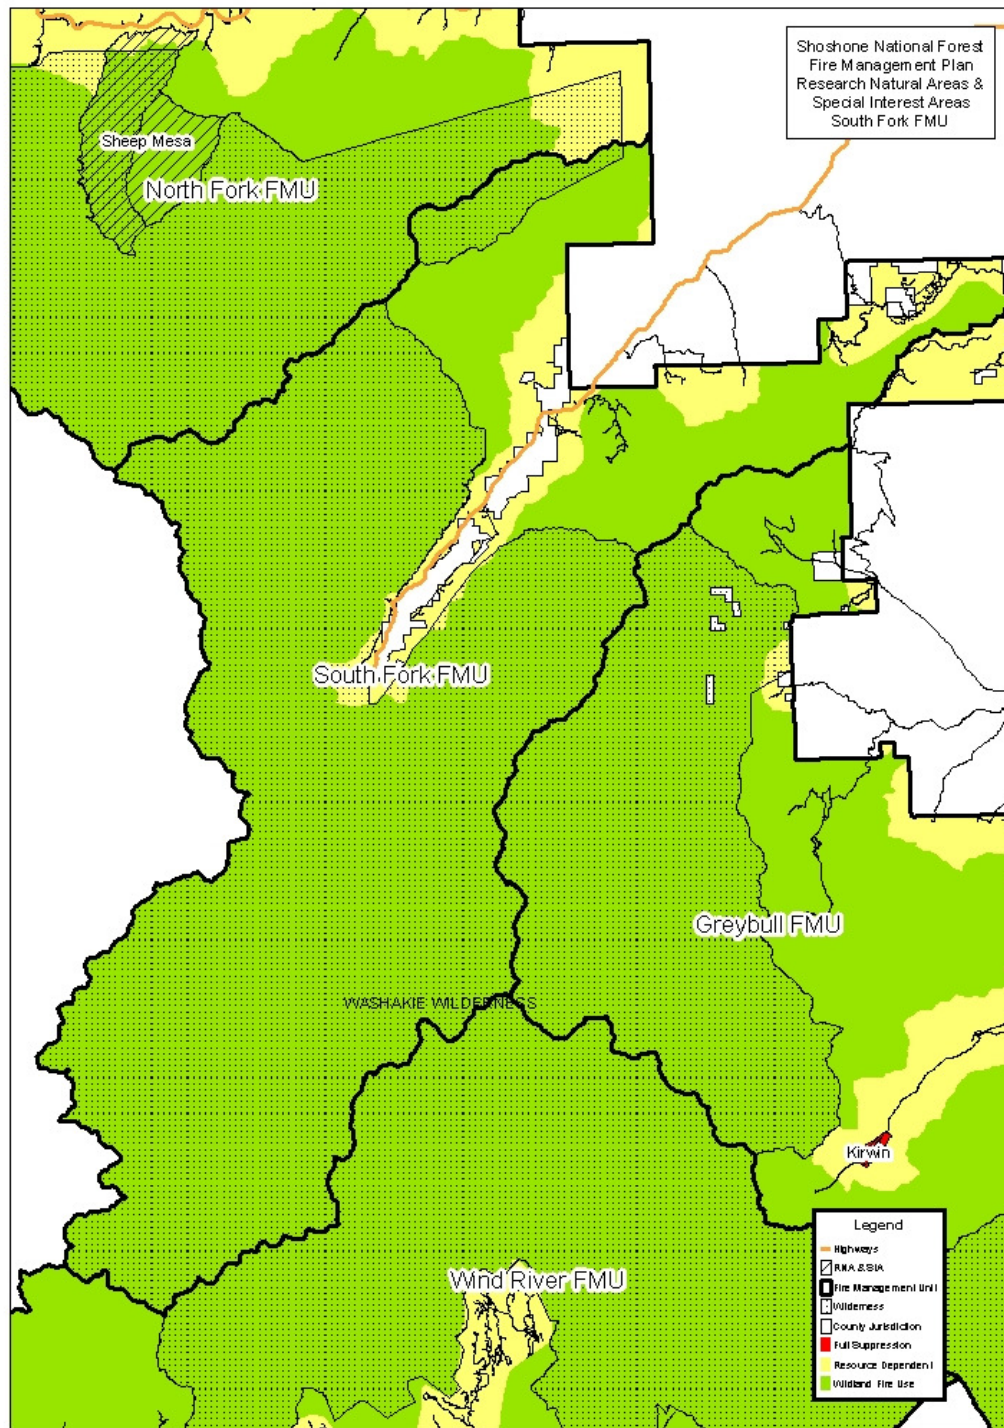 Shoshone National Forest
Fire Management Plan
Research Natural Areas &
Special Interest Areas
South Fork FMU
Sheep Mesa
North Fork FMU
South Fork FMU
Greybull FMU
WASHAKIE WILDERNESS
Kirwin
Wind River FMU
Legend
Highways
RNA & SIA
Fire Management Unit
Wilderness
County Jurisdiction
Full Suppression
Resource Dependent
Wildland Fire Use